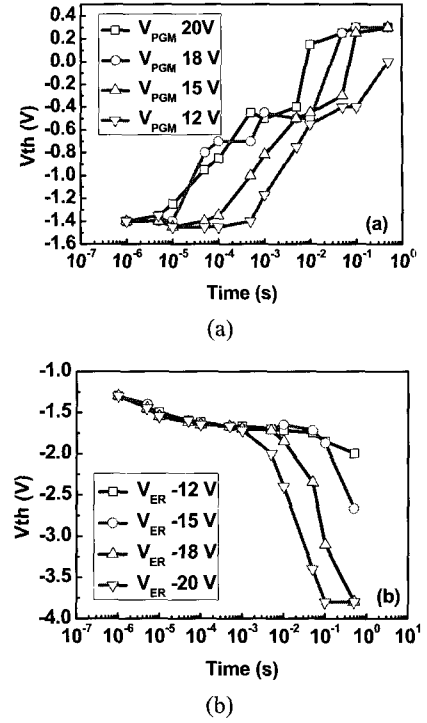 0.4
0.2
0.0
-0.2
-0.4
-0.6
-0.8
-1.0
-1.2
-1.4
-1.6
Vth (V)
V_PGM 20V
V_PGM 18 V
V_PGM 15 V
V_PGM 12 V
(a)
10^-7 10^-6 10^-5 10^-4 10^-3 10^-2 10^-1 10^0
Time (s)
(a)
-1.0
-1.5
-2.0
-2.5
-3.0
-3.5
-4.0
Vth (V)
V_ER -12 V
V_ER -15 V
V_ER -18 V
V_ER -20 V
(b)
10^-7 10^-6 10^-5 10^-4 10^-3 10^-2 10^-1 10^0 10^1
Time (s)
(b)